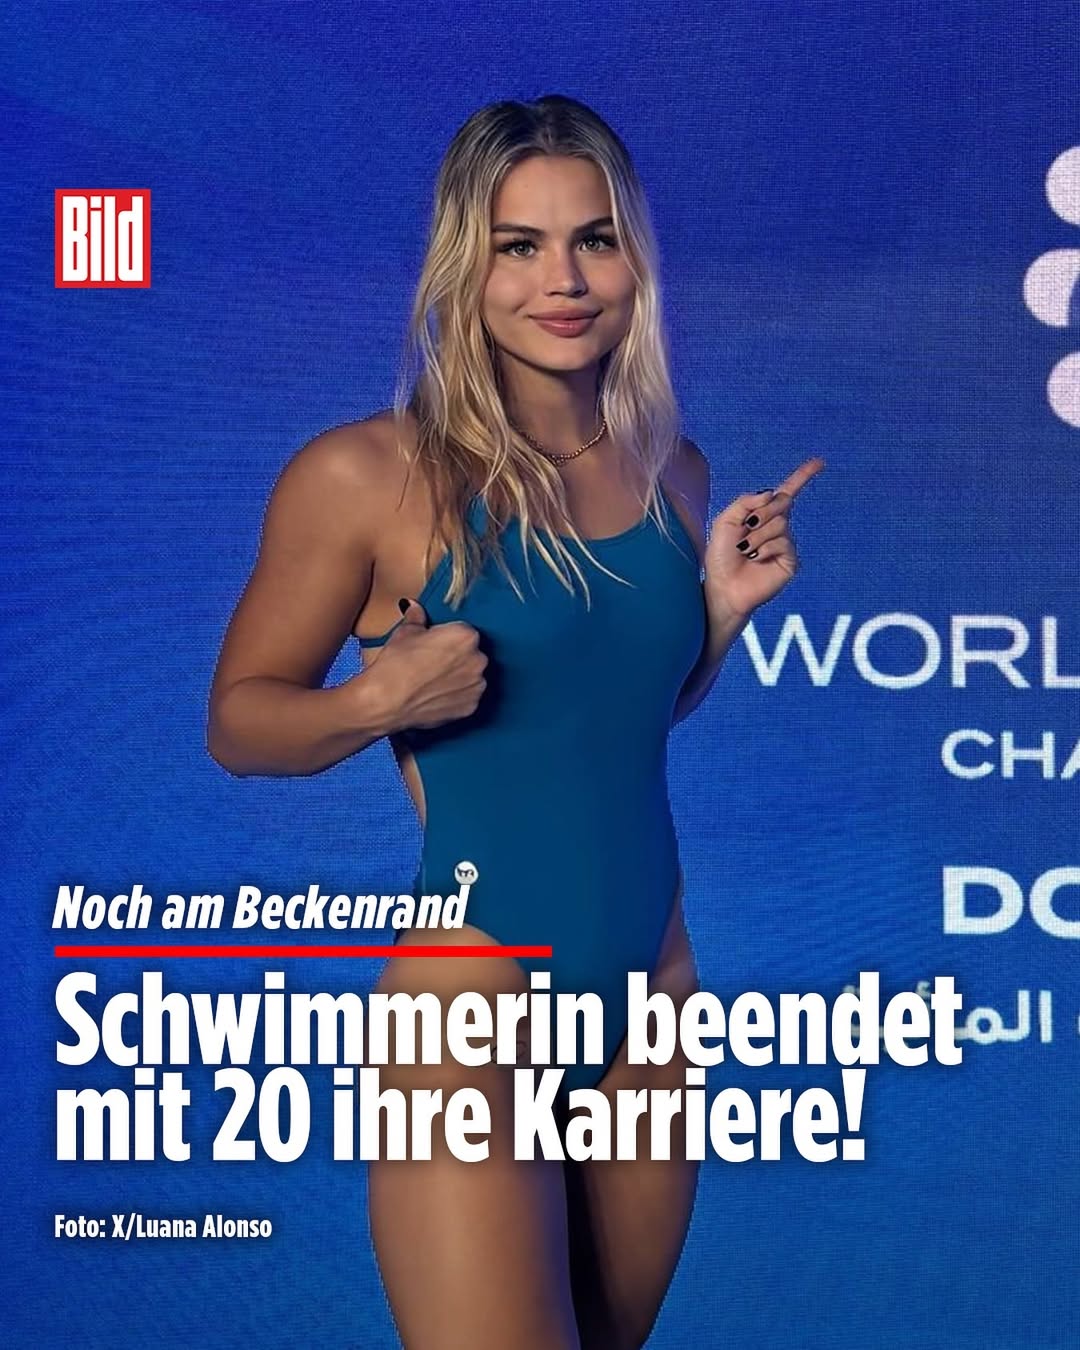 Bild
WORL
CHA
DO
Noch am Beckenrand
Schwimmerin beendet
mit 20 ihre Karriere!
Foto: X/Luana Alonso